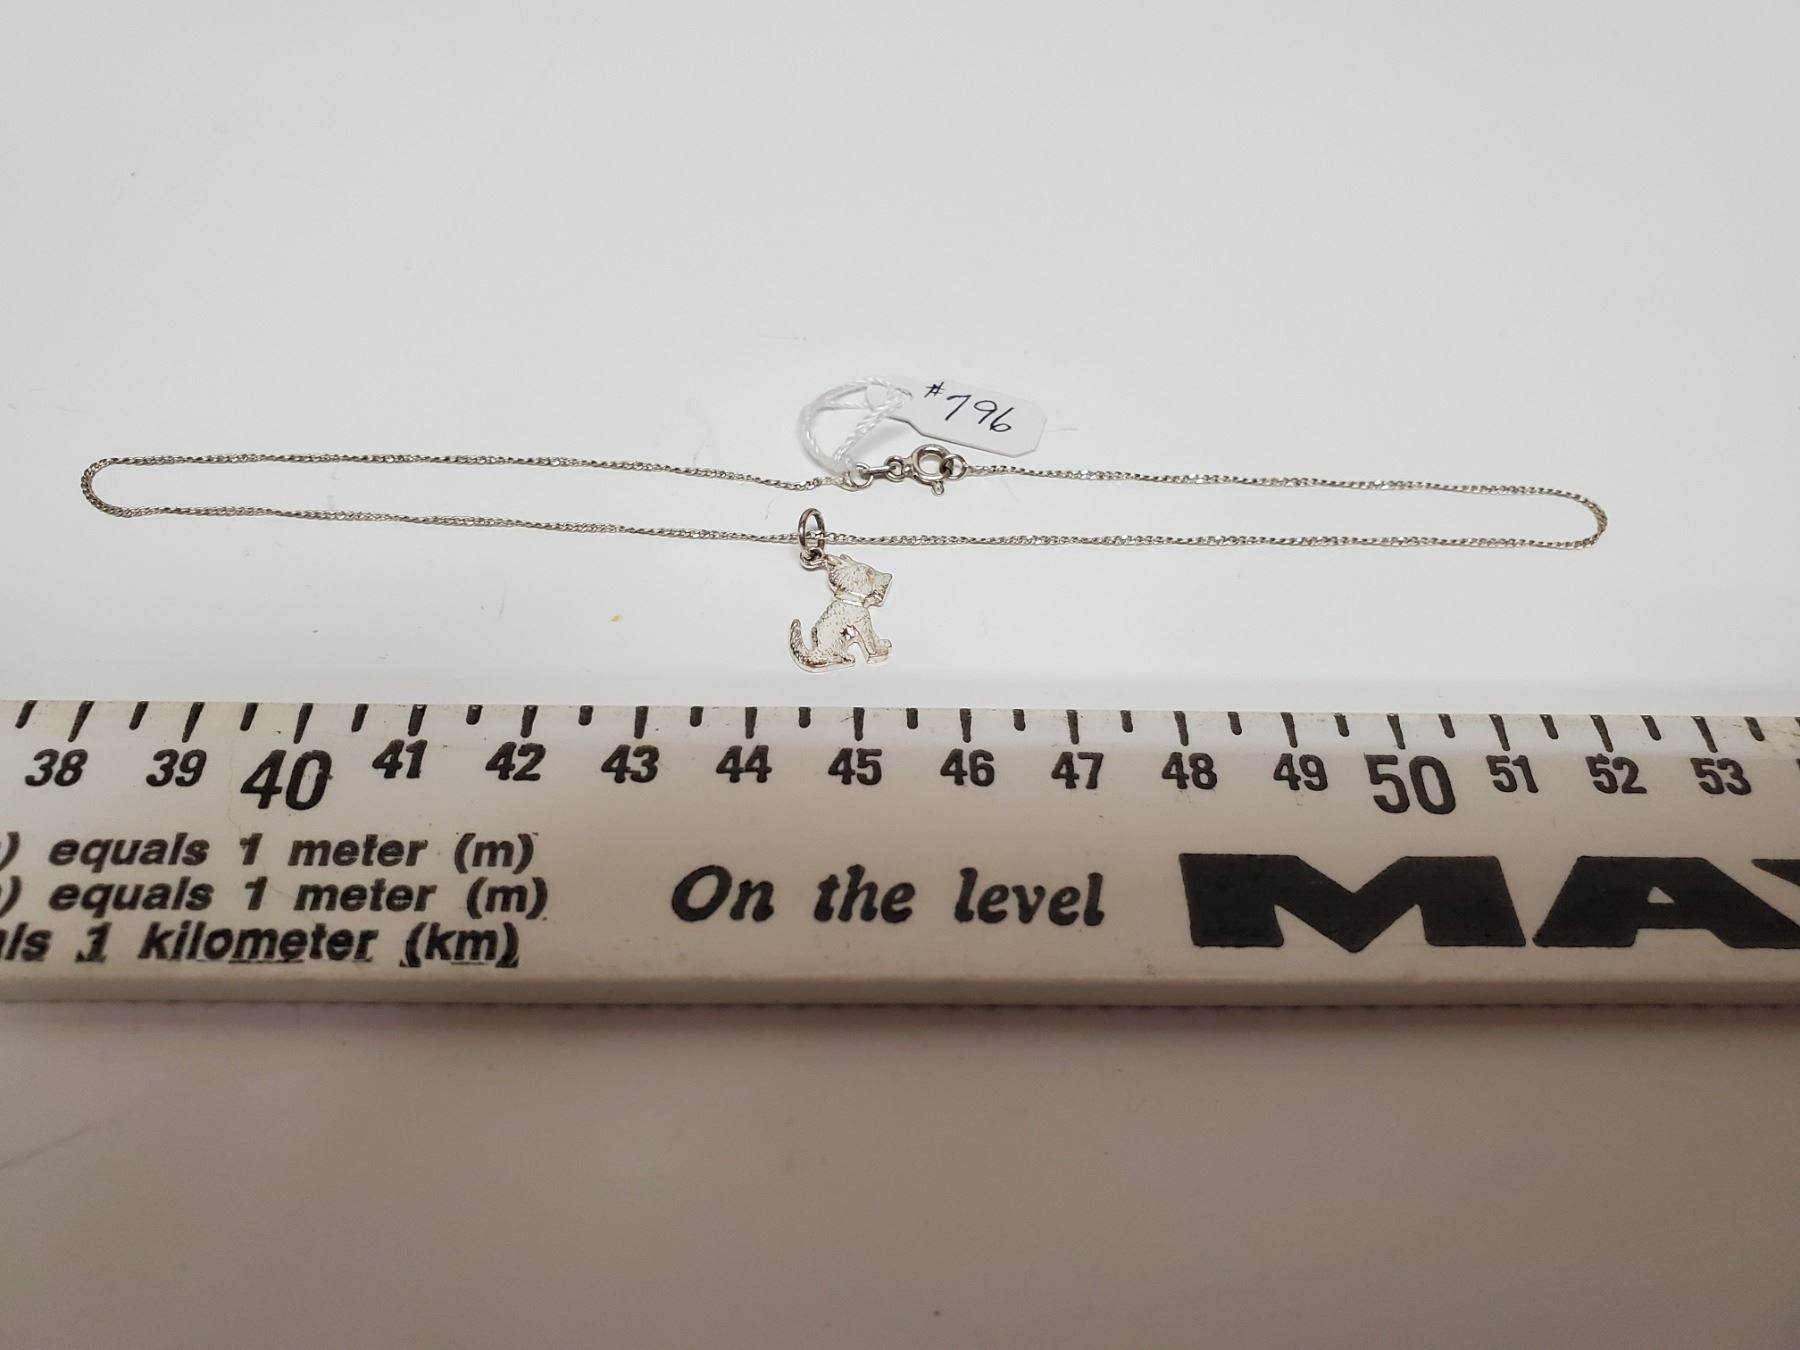 #796
38 39 40 41 42 43 44 45 46 47 48 49 50 51 52 53
) equals 1 meter (m)
) equals 1 meter (m)
als 1 kilometer (km)
On the level
MA